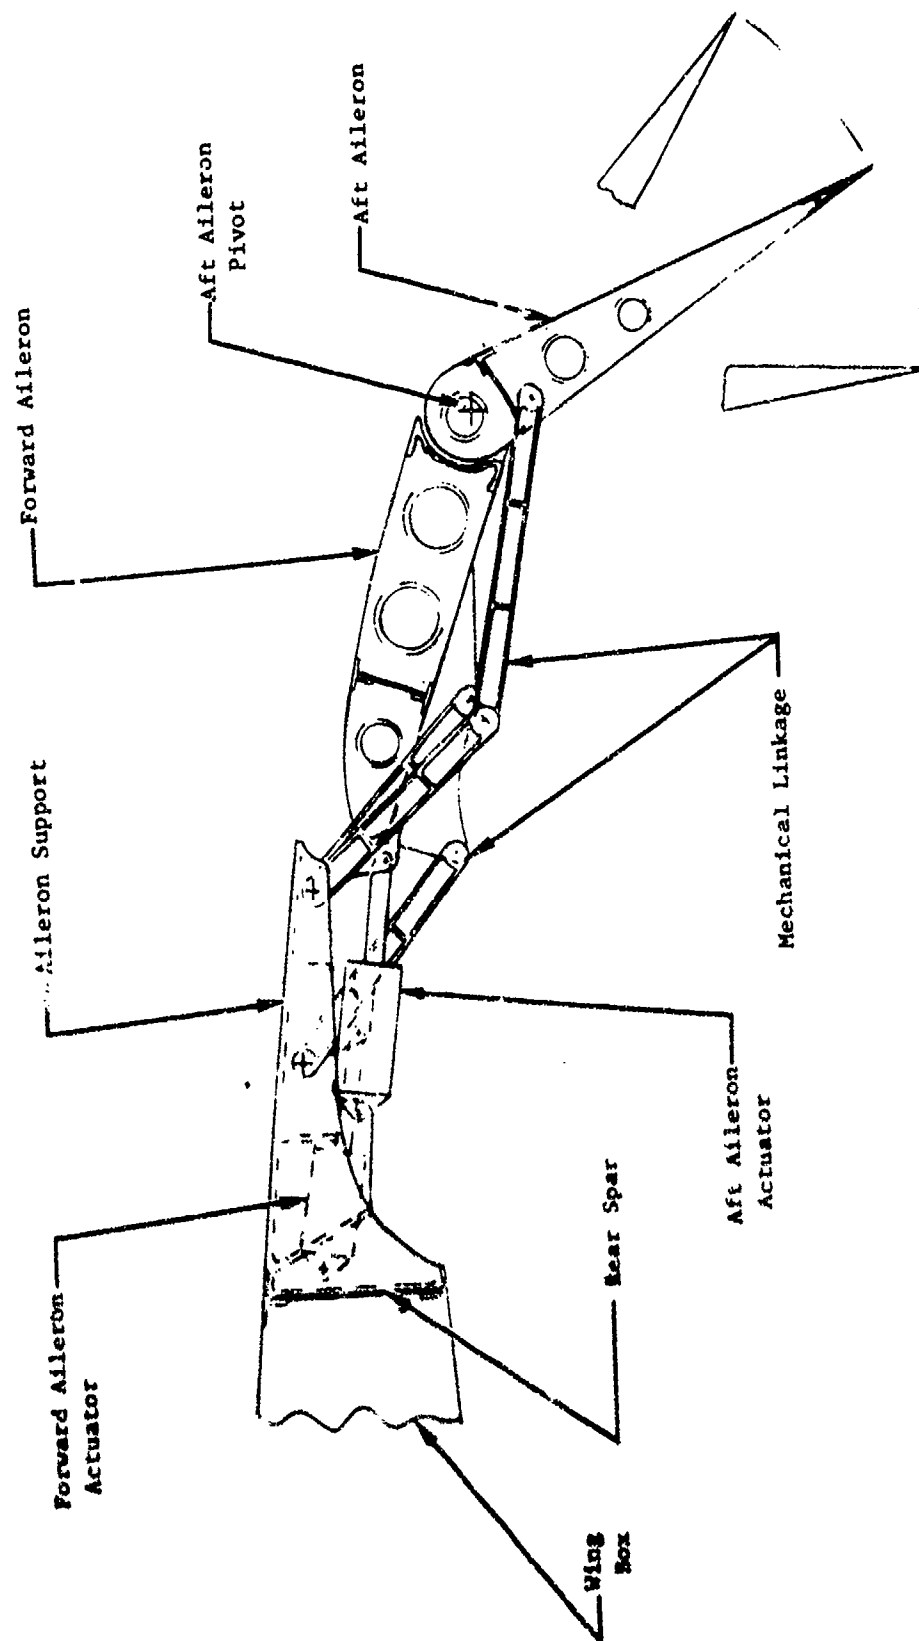 Forward Aileron
Actuator
Aileron Support
Forward Aileron
Aft Aileron
Pivot
Aft Aileron
Wing
Box
Rear Spar
Aft Aileron
Actuator
Mechanical Linkage